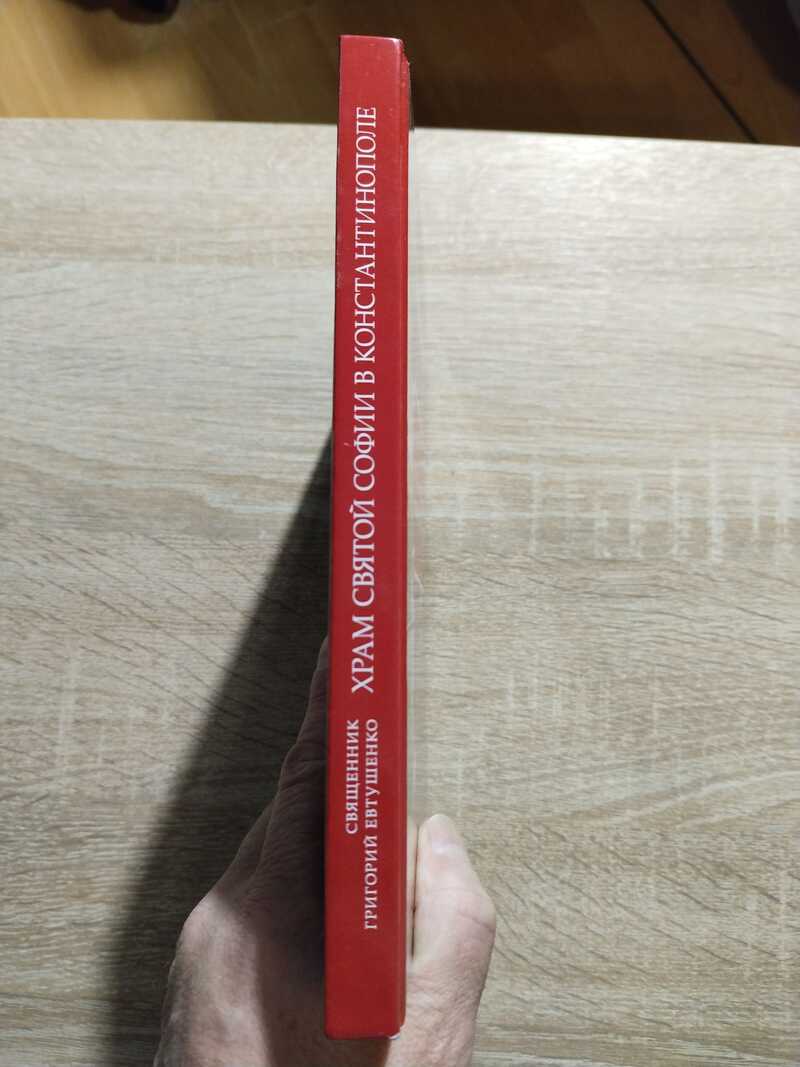 СВЯЩЕННИК
ГРИГОРИЙ ЕВТУШЕНКО
ХРАМ СВЯТОЙ СОФИИ В КОНСТАНТИНОПОЛЕ